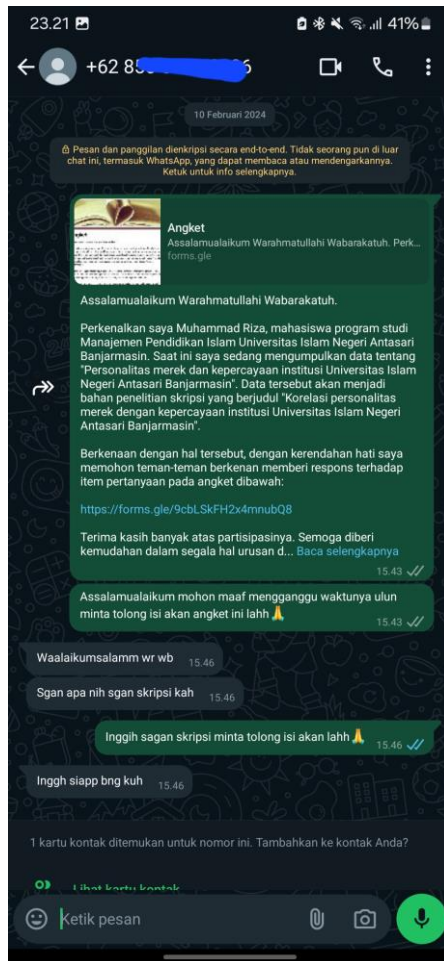 23.21
41%
+62 85 6
10 Februari 2024
Pesan dan panggilan dienkripsi secara end-to-end. Tidak seorang pun di luar
chat ini, termasuk WhatsApp, yang dapat membaca atau mendengarkannya.
Ketuk untuk info selengkapnya.
Angket
Assalamualaikum Warahmatullahi Wabarakatuh. Perk...
forms.gle
Assalamualaikum Warahmatullahi Wabarakatuh.
Perkenalkan saya Muhammad Riza, mahasiswa program studi
Manajemen Pendidikan Islam Universitas Islam Negeri Antasari
Banjarmasin. Saat ini saya sedang mengumpulkan data tentang
"Personalitas merek dan kepercayaan institusi Universitas Islam
Negeri Antasari Banjarmasin". Data tersebut akan menjadi
bahan penelitian skripsi yang berjudul "Korelasi personalitas
merek dengan kepercayaan institusi Universitas Islam Negeri
Antasari Banjarmasin".
Berkenaan dengan hal tersebut, dengan kerendahan hati saya
memohon teman-teman berkenan memberi respons terhadap
item pertanyaan pada angket dibawah:
https://forms.gle/9cbLSkFH2x4mnubQ8
Terima kasih banyak atas partisipasinya. Semoga diberi
kemudahan dalam segala hal urusan d... Baca selengkapnya
15.43
Assalamualaikum mohon maaf mengganggu waktunya ulun
minta tolong isi akan angket ini lahh🙏
15.43
Waalaikumsalamm wr wb 15.46
Sgan apa nih sgan skripsi kah 15.46
Inggih sagan skripsi minta tolong isi akan lahh🙏 15.46
Inggh siapp bng kuh 15.46
1 kartu kontak ditemukan untuk nomor ini. Tambahkan ke kontak Anda?
Lihat kartu kontak
Ketik pesan